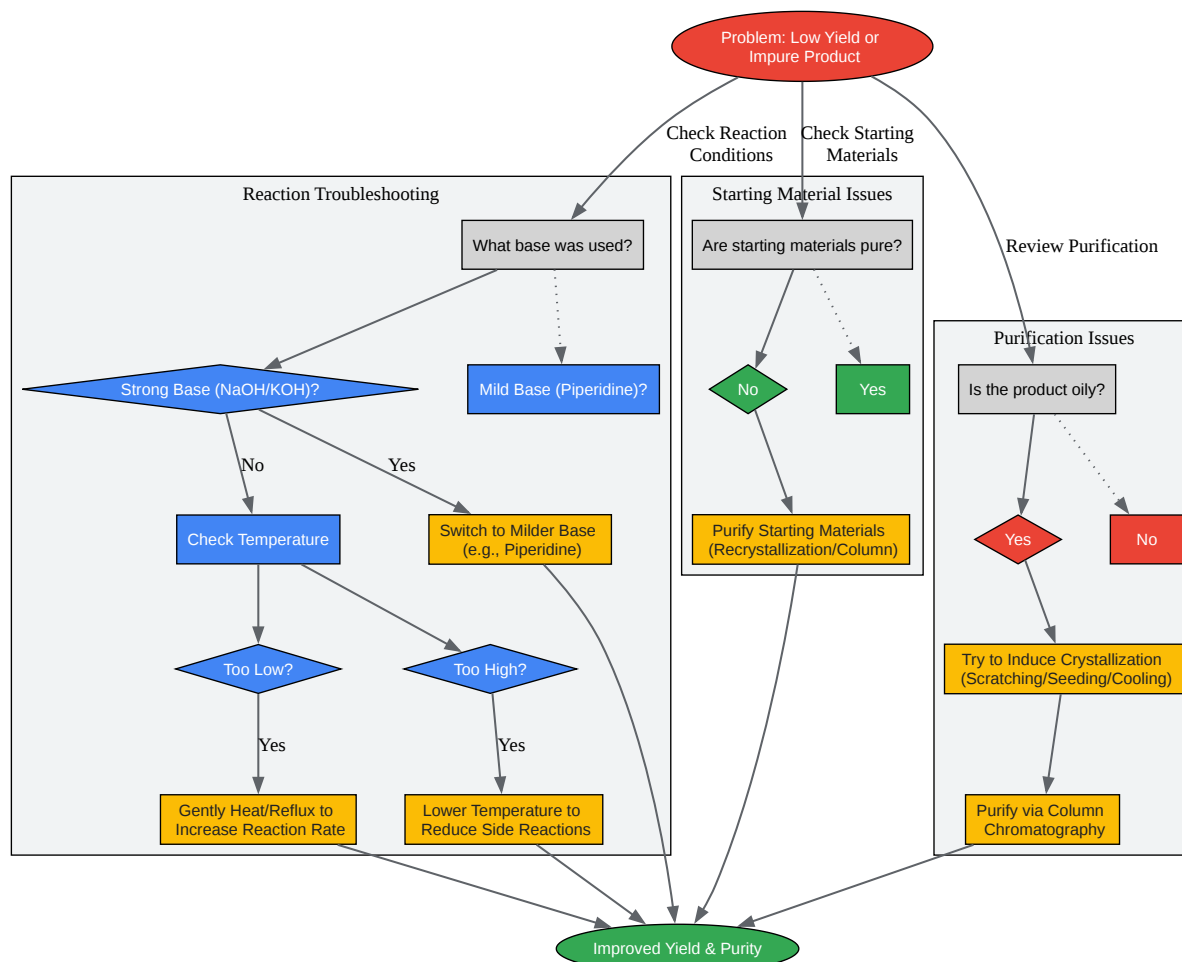 Problem: Low Yield or
Impure Product
Check Reaction
Conditions
Check Starting
Materials
Review Purification
Reaction Troubleshooting
What base was used?
Strong Base (NaOH/KOH)?
Mild Base (Piperidine)?
No
Yes
Check Temperature
Switch to Milder Base
(e.g., Piperidine)
Too Low?
Too High?
Yes
Yes
Gently Heat/Reflux to
Increase Reaction Rate
Lower Temperature to
Reduce Side Reactions
Starting Material Issues
Are starting materials pure?
No
Yes
Purify Starting Materials
(Recrystallization/Column)
Purification Issues
Is the product oily?
Yes
No
Try to Induce Crystallization
(Scratching/Seeding/Cooling)
Purify via Column
Chromatography
Improved Yield & Purity